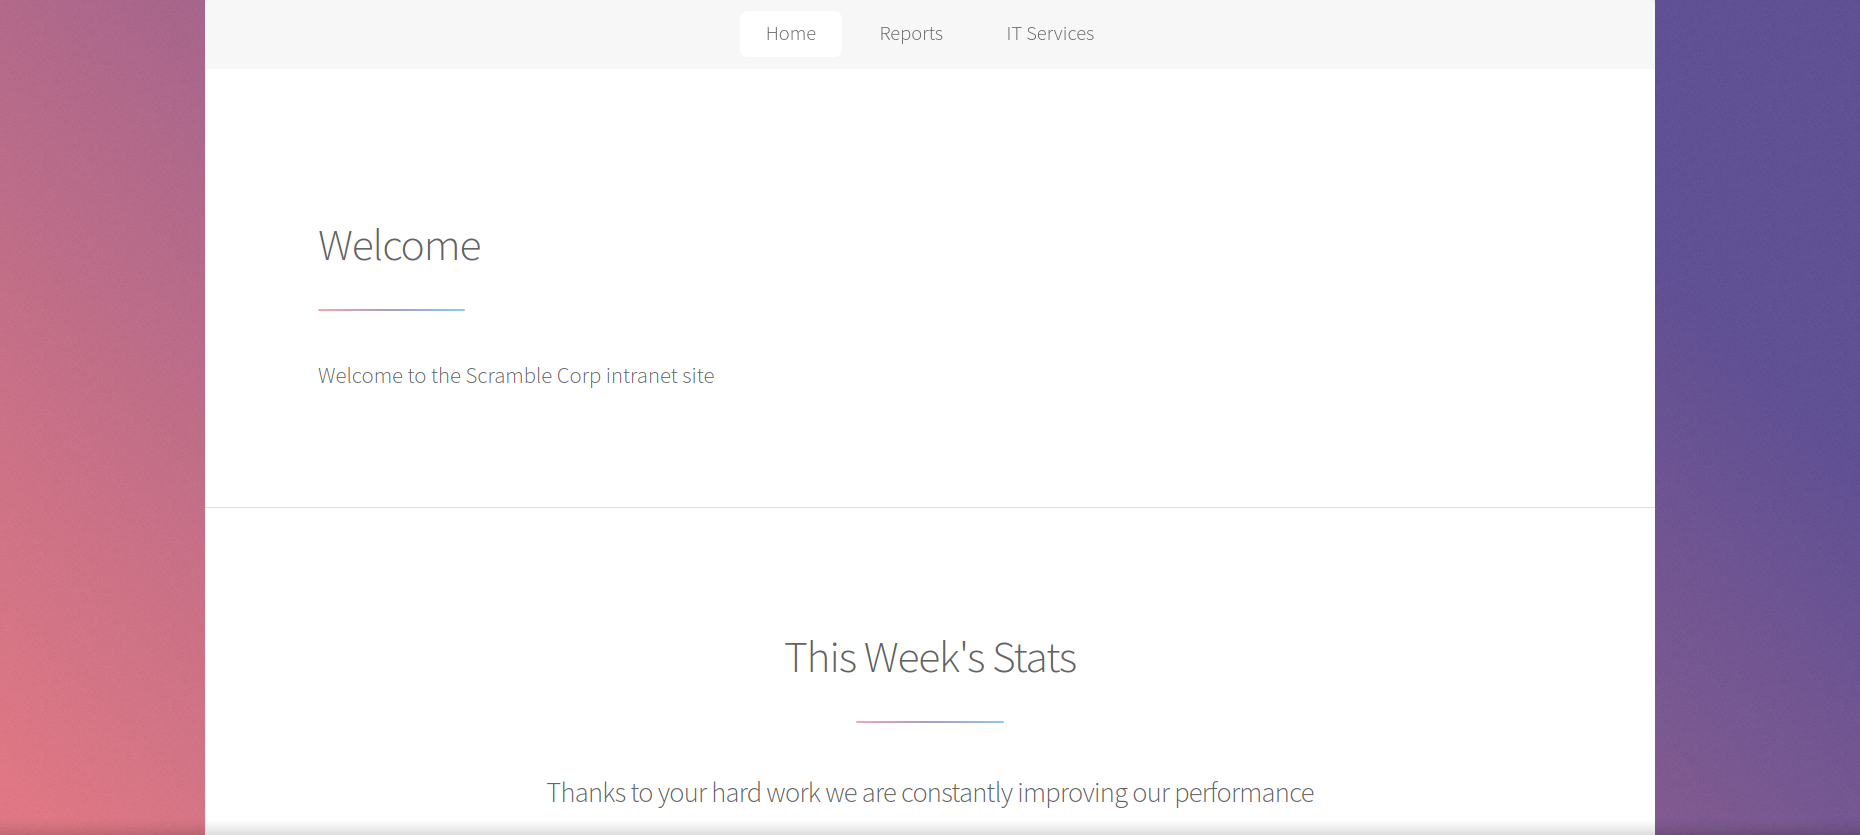 Home Reports IT Services
Welcome
Welcome to the Scramble Corp intranet site
This Week's Stats
Thanks to your hard work we are constantly improving our performance